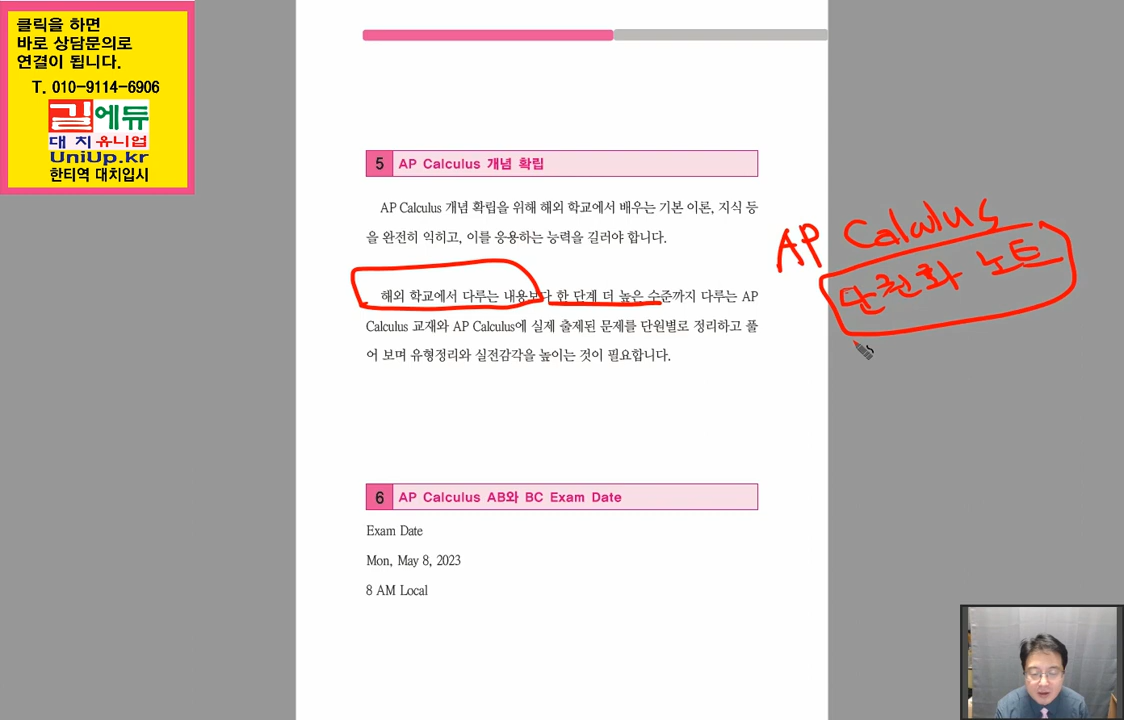 클릭을 하면
바로 상담문의로
연결이 됩니다.
T. 010-9114-6906
길에듀
대치유니업
UniUp.kr
한티역 대치입시
5 AP Calculus 개념 확립
AP Calculus 개념 확립을 위해 해외 학교에서 배우는 기본 이론, 지식 등
을 완전히 익히고, 이를 응용하는 능력을 길러야 합니다.
해외 학교에서 다루는 내용보다 한 단계 더 높은 수준까지 다루는 AP
Calculus 교재와 AP Calculus에 실제 출제된 문제를 단원별로 정리하고 풀
어 보며 유형정리와 실전감각을 높이는 것이 필요합니다.
AP Calculus
단권화 노트
6 AP Calculus AB와 BC Exam Date
Exam Date
Mon, May 8, 2023
8 AM Local